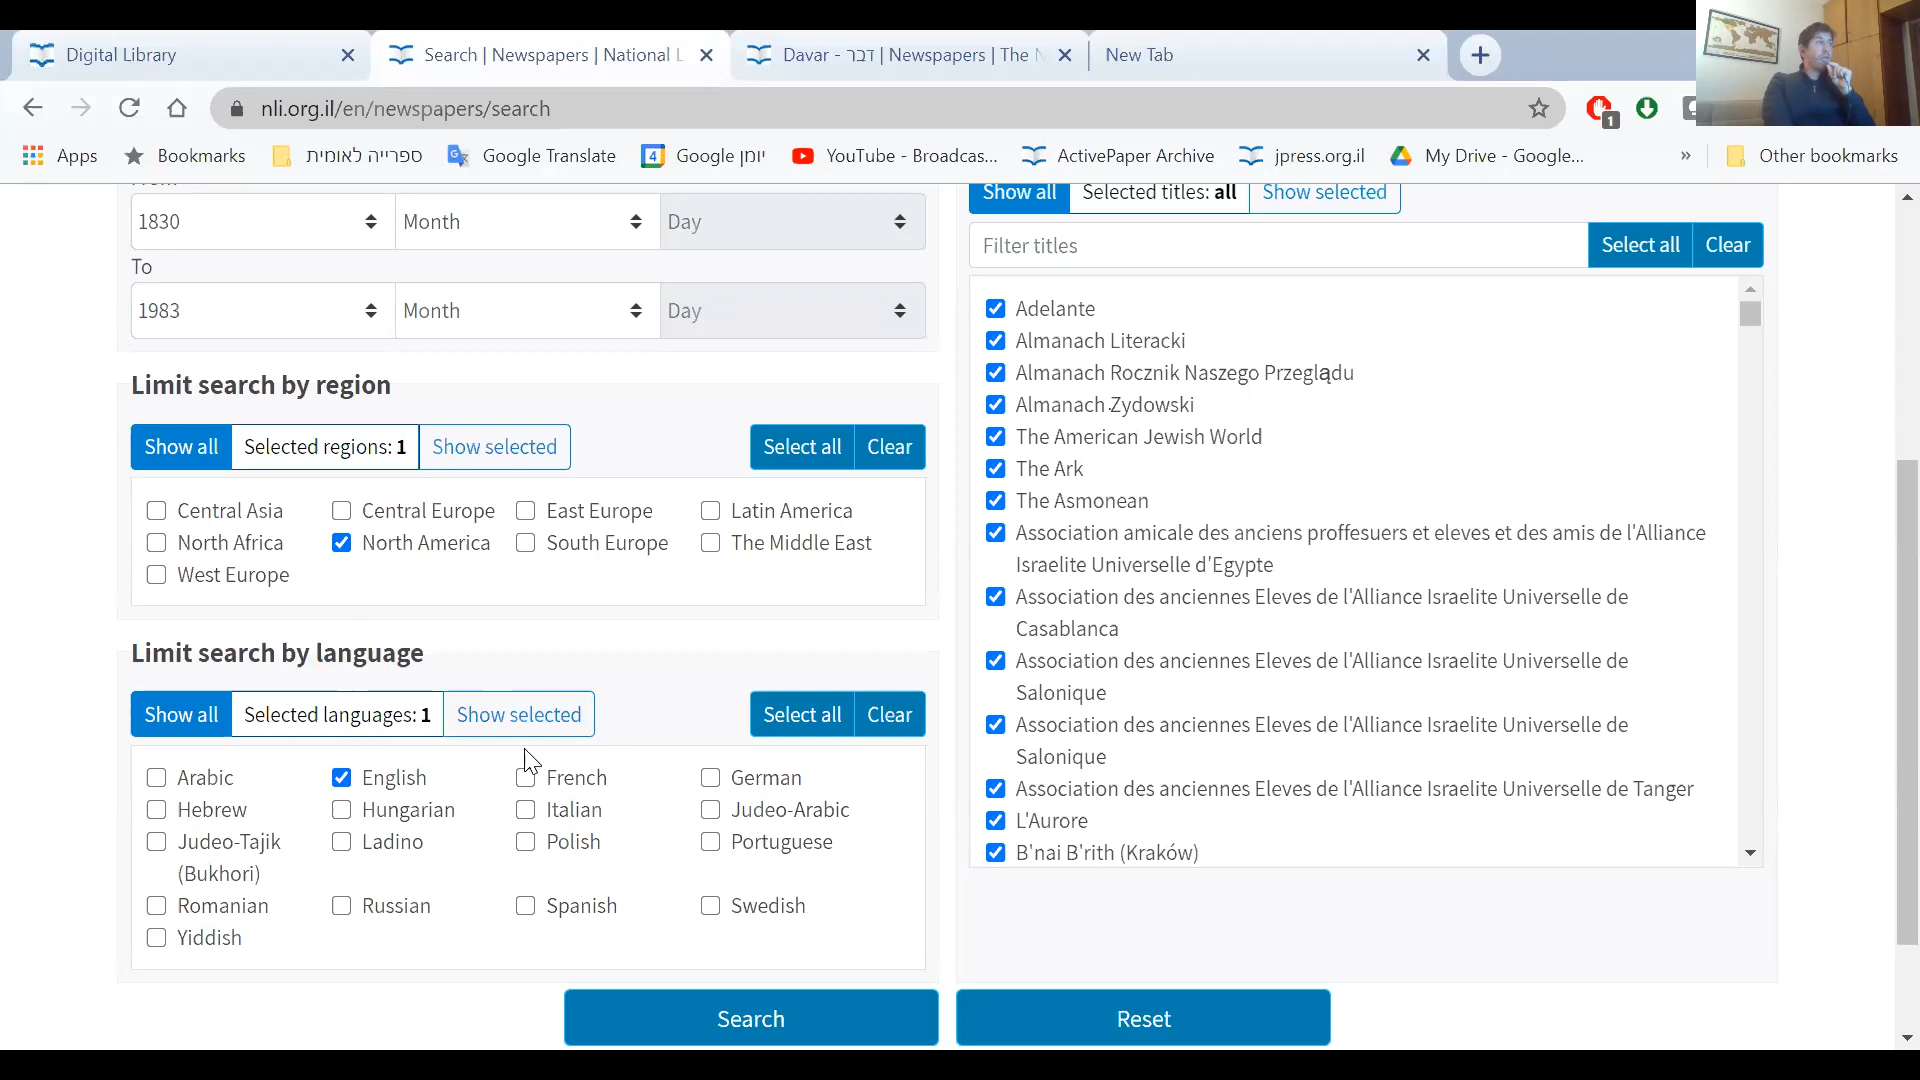 Digital Library
Search | Newspapers | National L
Davar - דבר | Newspapers | The N
New Tab
nli.org.il/en/newspapers/search
1
Apps
Bookmarks
ספרייה לאומית
Google Translate
4
יומן Google
YouTube - Broadcas...
ActivePaper Archive
jpress.org.il
My Drive - Google...
»
Other bookmarks
1830
Month
Day
To
1983
Month
Day
Limit search by region
Show all
Selected regions: 1
Show selected
Select all
Clear
Central Asia
Central Europe
East Europe
Latin America
North Africa
North America
South Europe
The Middle East
West Europe
Limit search by language
Show all
Selected languages: 1
Show selected
Select all
Clear
Arabic
English
French
German
Hebrew
Hungarian
Italian
Judeo-Arabic
Judeo-Tajik
(Bukhori)
Ladino
Polish
Portuguese
Romanian
Russian
Spanish
Swedish
Yiddish
Show all
Selected titles: all
Show selected
Filter titles
Select all
Clear
Adelante
Almanach Literacki
Almanach Rocznik Naszego Przeglądu
Almanach Żydowski
The American Jewish World
The Ark
The Asmonean
Association amicale des anciens proffesuers et eleves et des amis de l'Alliance
Israelite Universelle d'Egypte
Association des anciennes Eleves de l'Alliance Israelite Universelle de
Casablanca
Association des anciennes Eleves de l'Alliance Israelite Universelle de
Salonique
Association des anciennes Eleves de l'Alliance Israelite Universelle de
Salonique
Association des anciennes Eleves de l'Alliance Israelite Universelle de Tanger
L'Aurore
B'nai B'rith (Kraków)
Search
Reset